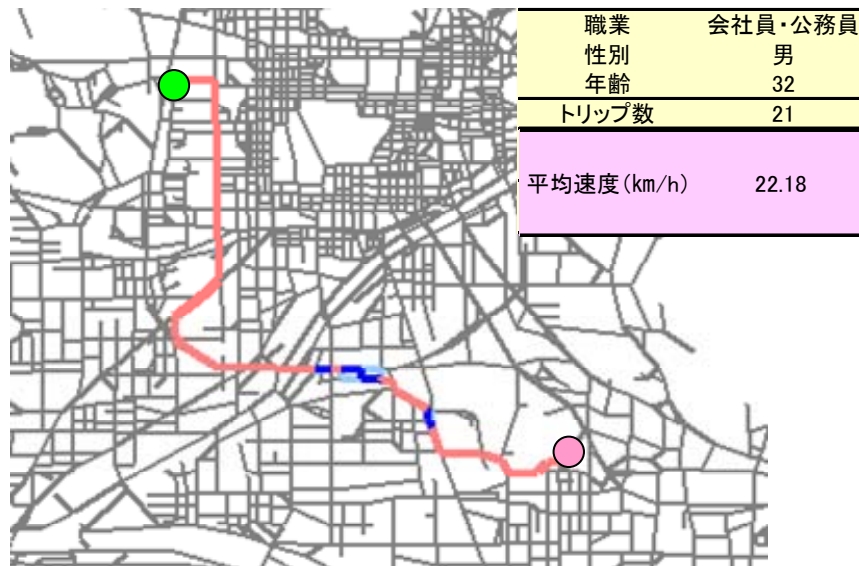 職業 会社員・公務員
性別 男
年齢 32
トリップ数 21
平均速度(km/h) 22.18